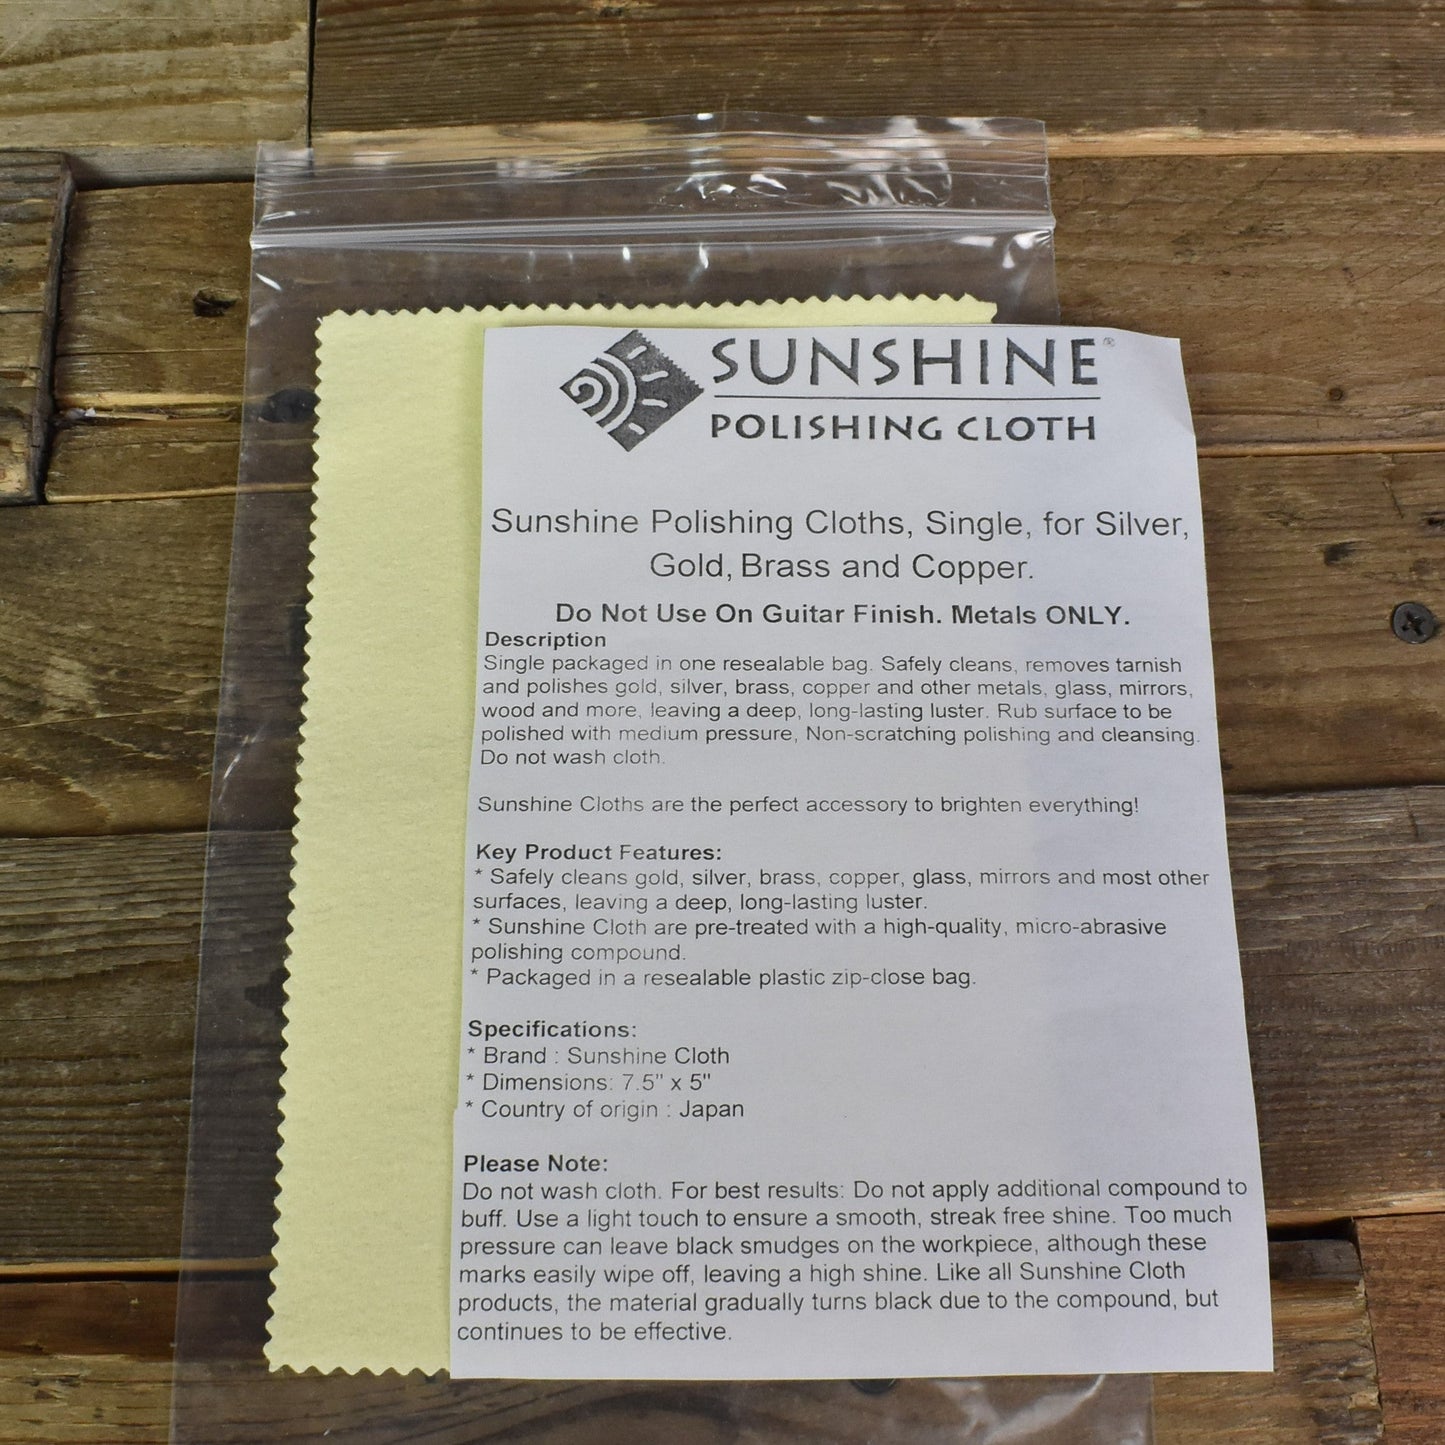 SUNSHINE®
POLISHING CLOTH
Sunshine Polishing Cloths, Single, for Silver,
Gold, Brass and Copper.
Do Not Use On Guitar Finish. Metals ONLY.
Description
Single packaged in one resealable bag. Safely cleans, removes tarnish
and polishes gold, silver, brass, copper and other metals, glass, mirrors,
wood and more, leaving a deep, long-lasting luster. Rub surface to be
polished with medium pressure, Non-scratching polishing and cleansing.
Do not wash cloth.
Sunshine Cloths are the perfect accessory to brighten everything!
Key Product Features:
* Safely cleans gold, silver, brass, copper, glass, mirrors and most other
surfaces, leaving a deep, long-lasting luster.
* Sunshine Cloth are pre-treated with a high-quality, micro-abrasive
polishing compound.
* Packaged in a resealable plastic zip-close bag.
Specifications:
* Brand : Sunshine Cloth
* Dimensions: 7.5" x 5"
* Country of origin : Japan
Please Note:
Do not wash cloth. For best results: Do not apply additional compound to
buff. Use a light touch to ensure a smooth, streak free shine. Too much
pressure can leave black smudges on the workpiece, although these
marks easily wipe off, leaving a high shine. Like all Sunshine Cloth
products, the material gradually turns black due to the compound, but
continues to be effective.